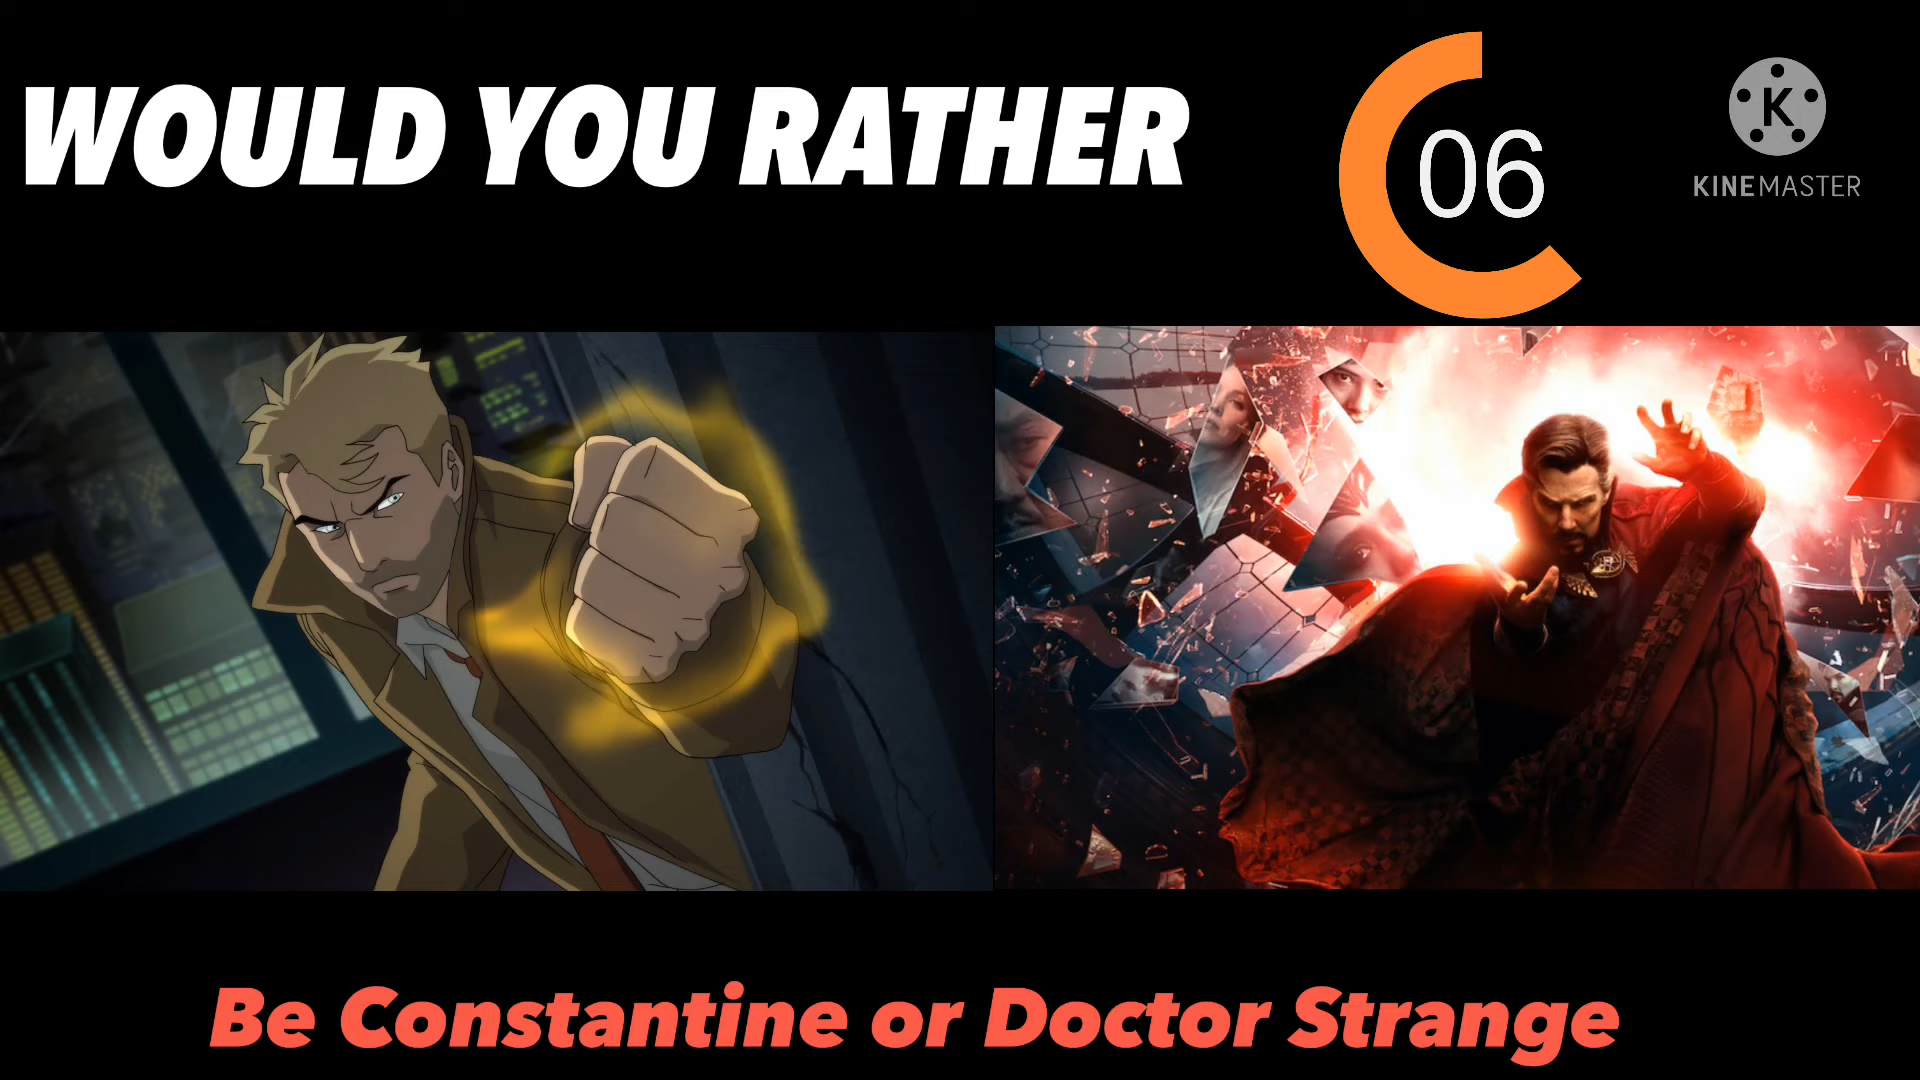 WOULD YOU RATHER
06
K
KINEMASTER
Be Constantine or Doctor Strange